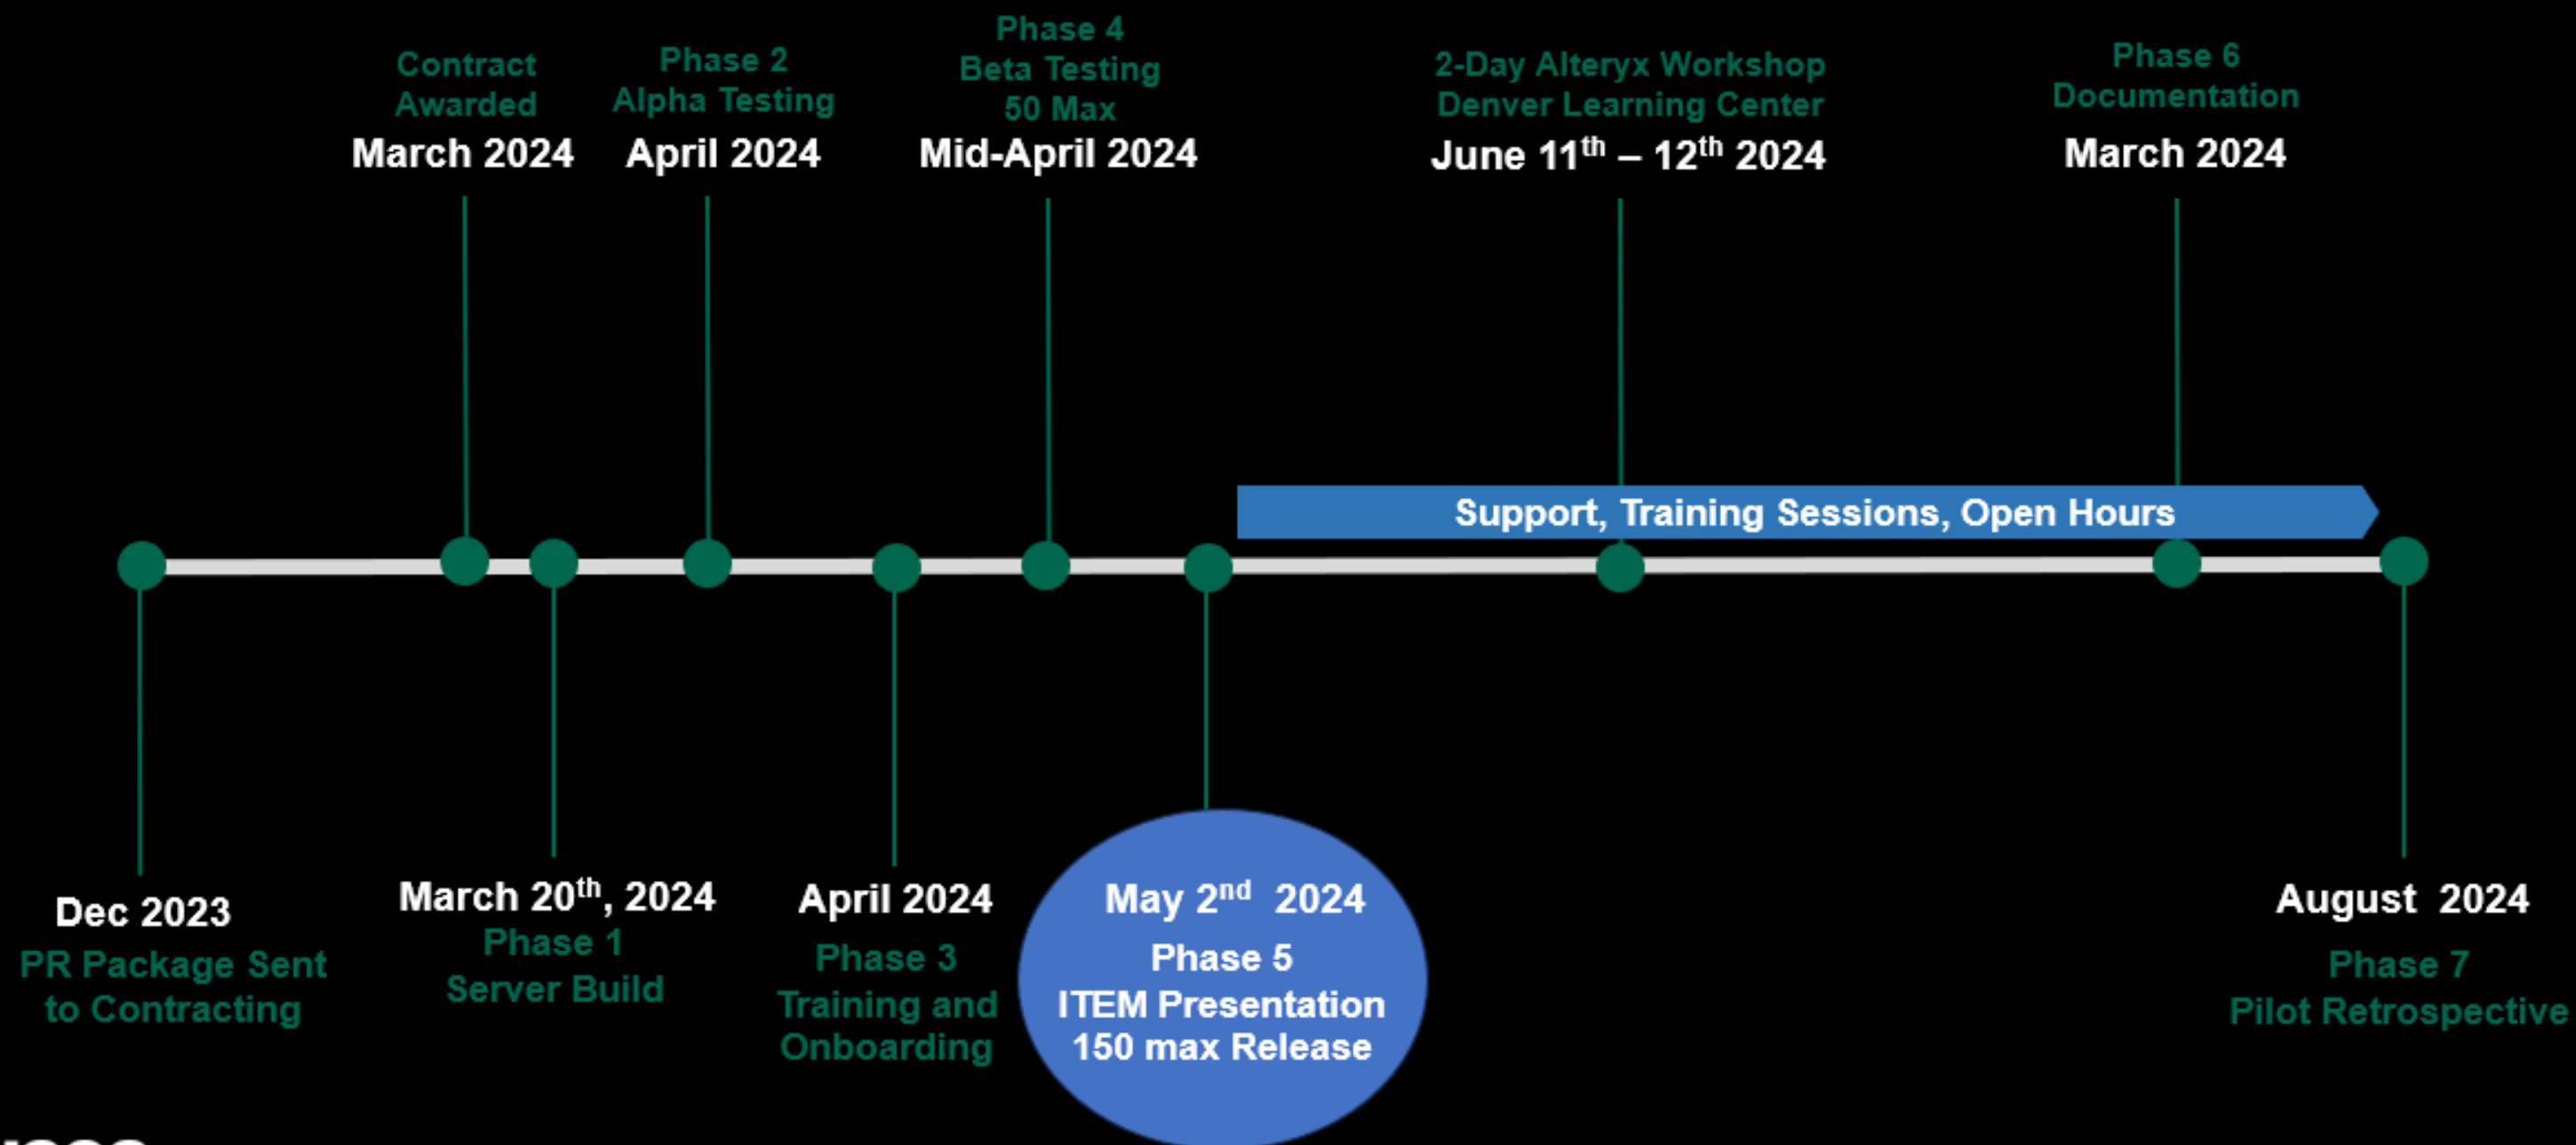 Contract
Awarded
March 2024
Phase 2
Alpha Testing
April 2024
Phase 4
Beta Testing
50 Max
Mid-April 2024
2-Day Alteryx Workshop
Denver Learning Center
June 11th – 12th 2024
Phase 6
Documentation
March 2024
Support, Training Sessions, Open Hours
Dec 2023
PR Package Sent
to Contracting
March 20th, 2024
Phase 1
Server Build
April 2024
Phase 3
Training and
Onboarding
May 2nd 2024
Phase 5
ITEM Presentation
150 max Release
August 2024
Phase 7
Pilot Retrospective